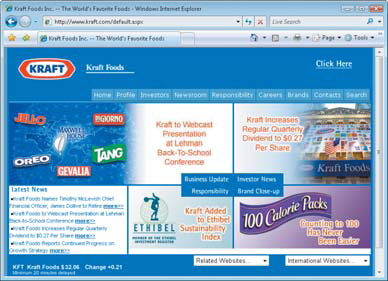 Kraft Foods Inc. -- The World's Favorite Foods - Windows Internet Explorer
http://www.kraft.com/default.aspx
Live Search
Kraft Foods Inc. -- The World's Favorite Foods
Page
Tools
KRAFT
Kraft Foods
Click Here
Home Profile Investors Newsroom Responsibility Careers Brands Contacts Search
JELL-O
MAXWELL
HOUSE
DIGIORNO
OREO
TANG
GEVALIA
Kraft to Webcast
Presentation
at Lehman
Back-To-School
Conference
Kraft Increases
Regular Quarterly
Dividend to $0.27
Per Share
Kraft Foods
Business Update
Investor News
Responsibility
Brand Close-up
Latest News
Kraft Foods Names Timothy McLevish Chief
Financial Officer; James Dollive to Retire more>>
Kraft Foods to Webcast Presentation at Lehman
Back-to-School Conference more>>
Kraft Foods Increases Regular Quarterly
Dividend to $0.27 Per Share more>>
Kraft Foods Reports Continued Progress on
Growth Strategy more>>
KFT Kraft Foods $32.06 Change +0.21
Minimum 20 minutes delayed
ETHIBEL
MEMBER OF THE ETHIBEL
INVESTMENT REGISTER
Kraft Added
to Ethibel
Sustainability
Index
100 Calorie Packs
Counting to 100
Has Never
Been Easier
Related Websites...
International Websites...